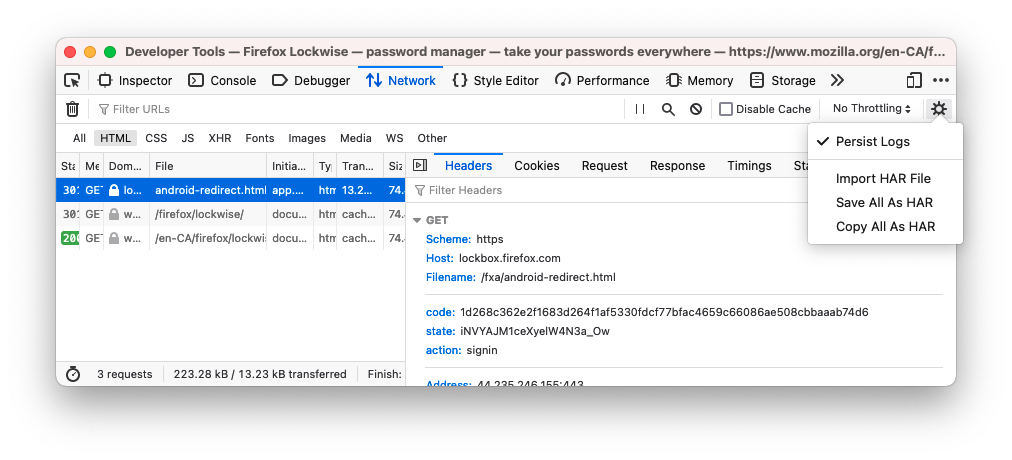 Developer Tools — Firefox Lockwise — password manager — take your passwords everywhere — https://www.mozilla.org/en-CA/f...
Inspector Console Debugger Network Style Editor Performance Memory Storage
Filter URLs Disable Cache No Throttling
All HTML CSS JS XHR Fonts Images Media WS Other
Persist Logs
Import HAR File
Save All As HAR
Copy All As HAR
Sta Me Dom... File Initia... Ty Tran... Siz
Headers Cookies Request Response Timings Sta
301 GET lo... android-redirect.html app.... htm 13.2... 74.
301 GET w... /firefox/lockwise/ docu... htm cach... 74.
200 GET w... /en-CA/firefox/lockwi docu... htm cach... 74.
Filter Headers
GET
Scheme: https
Host: lockbox.firefox.com
Filename: /fxa/android-redirect.html
code: 1d268c362e2f1683d264f1af5330fdcf77bfac4659c66086ae508cbbaaab74d6
state: iNVYAJM1ceXyelW4N3a_Ow
action: signin
Address: 44.235.246.155:443
3 requests 223.28 kB / 13.23 kB transferred Finish: